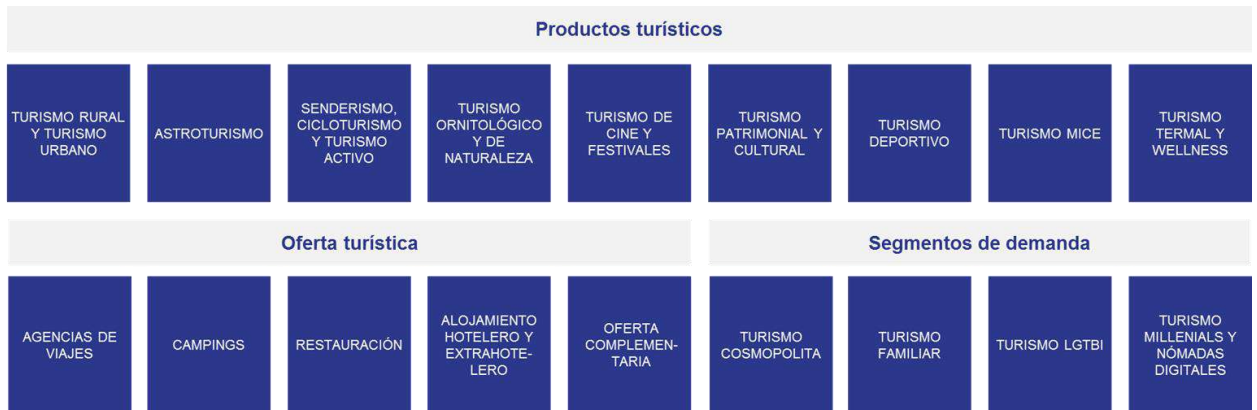 Productos turísticos
TURISMO RURAL
Y TURISMO
URBANO
ASTROTURISMO
SENDERISMO,
CICLOTURISMO
Y TURISMO
ACTIVO
TURISMO
ORNITOLÓGICO
Y DE
NATURALEZA
TURISMO DE
CINE Y
FESTIVALES
TURISMO
PATRIMONIAL Y
CULTURAL
TURISMO
DEPORTIVO
TURISMO MICE
TURISMO
TERMAL Y
WELLNESS
Oferta turística
AGENCIAS DE
VIAJES
CAMPINGS
RESTAURACIÓN
ALOJAMIENTO
HOTELERO Y
EXTRAHOTE-
LERO
OFERTA
COMPLEMEN-
TARIA
Segmentos de demanda
TURISMO
COSMOPOLITA
TURISMO
FAMILIAR
TURISMO LGTBI
TURISMO
MILLENIALS Y
NÓMADAS
DIGITALES